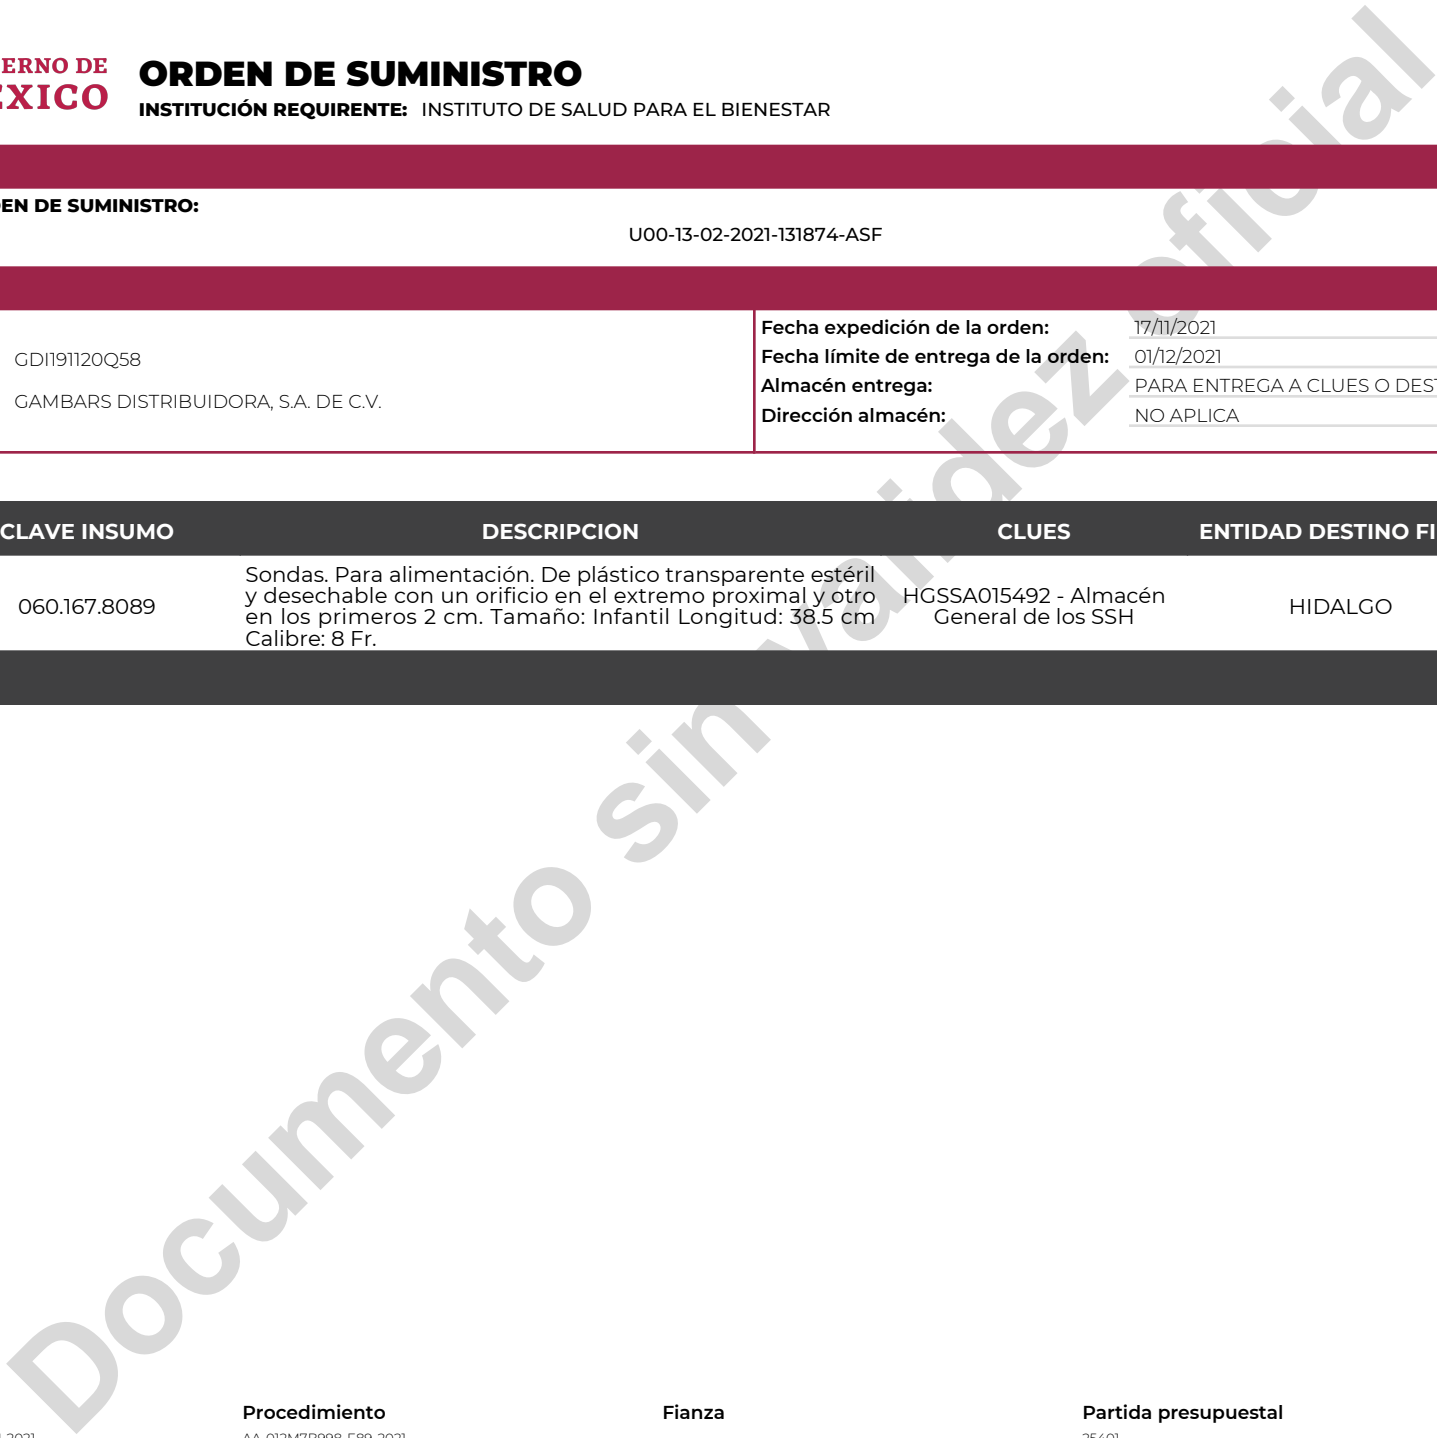 ERNO DE
ORDEN DE SUMINISTRO
EXICO
INSTITUCIÓN REQUIRENTE: INSTITUTO DE SALUD PARA EL BIENESTAR
EN DE SUMINISTRO:
U00-13-02-2021-131874-ASF
Fecha expedición de la orden: 17/11/2021
GDI191120Q58
Fecha límite de entrega de la orden: 01/12/2021
Almacén entrega: PARA ENTREGA A CLUES O DEST
GAMBARS DISTRIBUIDORA, S.A. DE C.V.
Dirección almacén: NO APLICA
CLAVE INSUMO DESCRIPCION CLUES ENTIDAD DESTINO FI
060.167.8089
Sondas. Para alimentación. De plástico transparente estéril
y desechable con un orificio en el extremo proximal y otro
en los primeros 2 cm. Tamaño: Infantil Longitud: 38.5 cm
Calibre: 8 Fr.
HGSSA015492 - Almacén
General de los SSH
HIDALGO
Documento sin validez oficial
Procedimiento Fianza Partida presupuestal